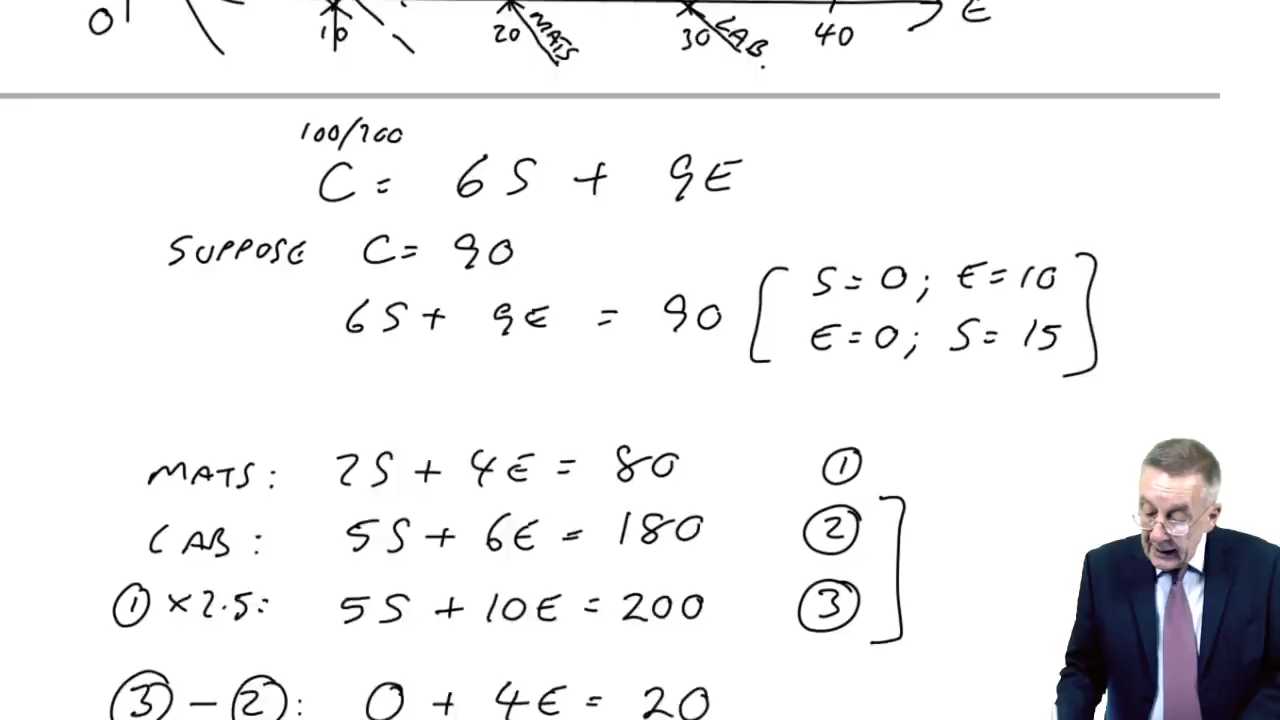 0 10 20 MATS 30 LAB. 40 E
100/200
C = 6S + 9E
SUPPOSE C = 90
6S + 9E = 90 [ S = 0; E = 10
E = 0; S = 15 ]
MATS: 2S + 4E = 80 ①
LAB: 5S + 6E = 180 ②
① × 2.5: 5S + 10E = 200 ③
③ - ②: 0 + 4E = 20